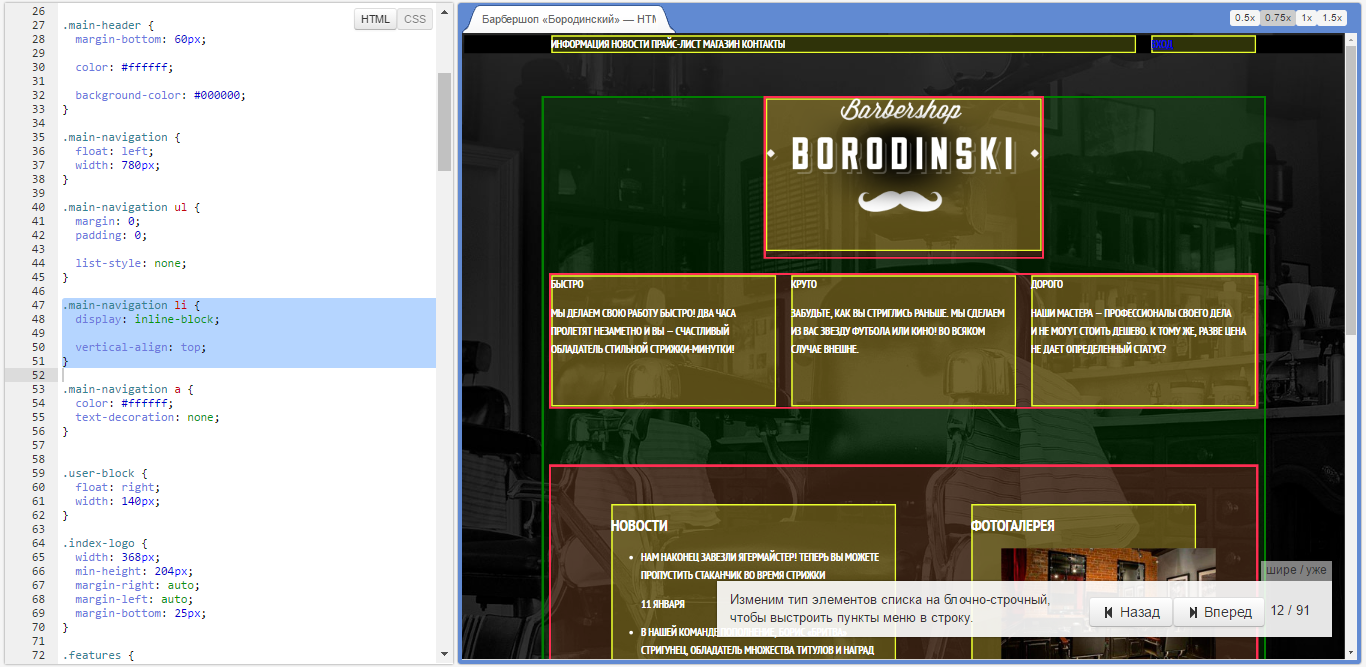 HTML CSS
26
27 .main-header {
28 margin-bottom: 60px;
29
30 color: #ffffff;
31
32 background-color: #000000;
33 }
34
35 .main-navigation {
36 float: left;
37 width: 780px;
38 }
39
40 .main-navigation ul {
41 margin: 0;
42 padding: 0;
43
44 list-style: none;
45 }
46
47 .main-navigation li {
48 display: inline-block;
49
50 vertical-align: top;
51 }
52
53 .main-navigation a {
54 color: #ffffff;
55 text-decoration: none;
56 }
57
58
59 .user-block {
60 float: right;
61 width: 140px;
62 }
63
64 .index-logo {
65 width: 368px;
66 min-height: 204px;
67 margin-right: auto;
68 margin-left: auto;
69 margin-bottom: 25px;
70 }
71
72 .features {
Барбершоп «Бородинский» — HTM
0.5x 0.75x 1x 1.5x
ИНФОРМАЦИЯ НОВОСТИ ПРАЙС-ЛИСТ МАГАЗИН КОНТАКТЫ
ВХОД
Barbershop
BORODINSKI
БЫСТРО
МЫ ДЕЛАЕМ СВОЮ РАБОТУ БЫСТРО! ДВА ЧАСА
ПРОЛЕТЯТ НЕЗАМЕТНО И ВЫ — СЧАСТЛИВЫЙ
ОБЛАДАТЕЛЬ СТИЛЬНОЙ СТРИЖКИ-МИНУТКИ!
КРУТО
ЗАБУДЬТЕ, КАК ВЫ СТРИГЛИСЬ РАНЬШЕ. МЫ СДЕЛАЕМ
ИЗ ВАС ЗВЕЗДУ ФУТБОЛА ИЛИ КИНО! ВО ВСЯКОМ
СЛУЧАЕ ВНЕШНЕ.
ДОРОГО
НАШИ МАСТЕРА — ПРОФЕССИОНАЛЫ СВОЕГО ДЕЛА
И НЕ МОГУТ СТОИТЬ ДЕШЕВО. К ТОМУ ЖЕ, РАЗВЕ ЦЕНА
НЕ ДАЕТ ОПРЕДЕЛЕННЫЙ СТАТУС?
НОВОСТИ
• НАМ НАКОНЕЦ ЗАВЕЗЛИ ЯГЕРМАЙСТЕР! ТЕПЕРЬ ВЫ МОЖЕТЕ
ПРОПУСТИТЬ СТАКАНЧИК ВО ВРЕМЯ СТРИЖКИ
11 ЯНВАРЯ
• В НАШЕЙ КОМАНДЕ ПОПОЛНЕНИЕ, БОРИС «БРИТВА»
СТРИГУНЕЦ, ОБЛАДАТЕЛЬ МНОЖЕСТВА ТИТУЛОВ И НАГРАД
ФОТОГАЛЕРЕЯ
шире / уже
Изменим тип элементов списка на блочно-строчный,
чтобы выстроить пункты меню в строку.
Назад Вперед 12 / 91